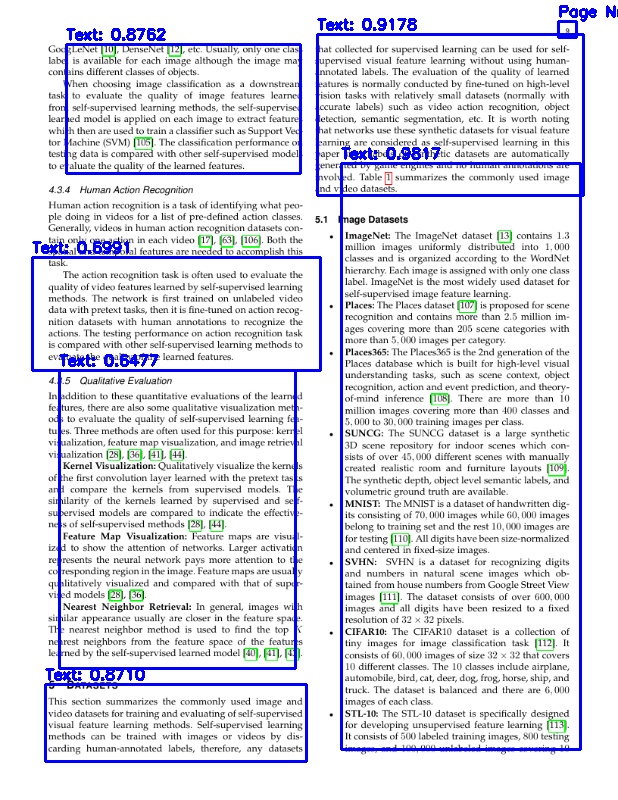 Page Nu
9
Text: 0.8762
GoogLeNet [10], DenseNet [12], etc. Usually, only one class
label is available for each image although the image may
contains different classes of objects.
When choosing image classification as a downstream
task to evaluate the quality of image features learned
from self-supervised learning methods, the self-supervised
learned model is applied on each image to extract features
which then are used to train a classifier such as Support Vec-
tor Machine (SVM) [105]. The classification performance on
testing data is compared with other self-supervised models
to evaluate the quality of the learned features.
4.3.4 Human Action Recognition
Human action recognition is a task of identifying what peo-
ple doing in videos for a list of pre-defined action classes.
Generally, videos in human action recognition datasets con-
tain only one action in each video [17], [63], [106]. Both the
features are needed to accomplish this
task.
Text: 0.5991
The action recognition task is often used to evaluate the
quality of video features learned by self-supervised learning
methods. The network is first trained on unlabeled video
data with pretext tasks, then it is fine-tuned on action recog-
nition datasets with human annotations to recognize the
actions. The testing performance on action recognition task
is compared with other self-supervised learning methods to
evaluate the quality of the learned features.
Text: 0.8477
4.3.5 Qualitative Evaluation
In addition to these quantitative evaluations of the learned
features, there are also some qualitative visualization meth-
ods to evaluate the quality of self-supervised learning fea-
tures. Three methods are often used for this purpose: kernel
visualization, feature map visualization, and image retrieval
visualization [28], [36], [41], [44].
Kernel Visualization: Qualitatively visualize the kernels
of the first convolution layer learned with the pretext tasks
and compare the kernels from supervised models. The
similarity of the kernels learned by supervised and self-
supervised models are compared to indicate the effective-
ness of self-supervised methods [28], [44].
Feature Map Visualization: Feature maps are visual-
ized to show the attention of networks. Larger activation
represents the neural network pays more attention to the
corresponding region in the image. Feature maps are usually
qualitatively visualized and compared with that of super-
vised models [28], [36].
Nearest Neighbor Retrieval: In general, images with
similar appearance usually are closer in the feature space.
The nearest neighbor method is used to find the top K
nearest neighbors from the feature space of the features
learned by the self-supervised model [40], [41], [43].
Text: 0.8710
5 DATASETS
This section summarizes the commonly used image and
video datasets for training and evaluating of self-supervised
visual feature learning methods. Self-supervised learning
methods can be trained with images or videos by dis-
carding human-annotated labels, therefore, any datasets
Text: 0.9178
that collected for supervised learning can be used for self-
supervised visual feature learning without using human-
annotated labels. The evaluation of the quality of learned
features is normally conducted by fine-tuned on high-level
vision tasks with relatively small datasets (normally with
accurate labels) such as video action recognition, object
detection, semantic segmentation, etc. It is worth noting
that networks use these synthetic datasets for visual feature
learning are considered as self-supervised learning in this
paper datasets are automatically
Text: 0.9817
generated by game engines and no human annotations are
involved. Table 1 summarizes the commonly used image
and video datasets.
5.1 Image Datasets
• ImageNet: The ImageNet dataset [13] contains 1.3
million images uniformly distributed into 1,000
classes and is organized according to the WordNet
hierarchy. Each image is assigned with only one class
label. ImageNet is the most widely used dataset for
self-supervised image feature learning.
• Places: The Places dataset [107] is proposed for scene
recognition and contains more than 2.5 million im-
ages covering more than 205 scene categories with
more than 5,000 images per category.
• Places365: The Places365 is the 2nd generation of the
Places database which is built for high-level visual
understanding tasks, such as scene context, object
recognition, action and event prediction, and theory-
of-mind inference [108]. There are more than 10
million images covering more than 400 classes and
5,000 to 30,000 training images per class.
• SUNCG: The SUNCG dataset is a large synthetic
3D scene repository for indoor scenes which con-
sists of over 45,000 different scenes with manually
created realistic room and furniture layouts [109].
The synthetic depth, object level semantic labels, and
volumetric ground truth are available.
• MNIST: The MNIST is a dataset of handwritten dig-
its consisting of 70,000 images while 60,000 images
belong to training set and the rest 10,000 images are
for testing [110]. All digits have been size-normalized
and centered in fixed-size images.
• SVHN: SVHN is a dataset for recognizing digits
and numbers in natural scene images which ob-
tained from house numbers from Google Street View
images [111]. The dataset consists of over 600,000
images and all digits have been resized to a fixed
resolution of 32 × 32 pixels.
• CIFAR10: The CIFAR10 dataset is a collection of
tiny images for image classification task [112]. It
consists of 60,000 images of size 32 × 32 that covers
10 different classes. The 10 classes include airplane,
automobile, bird, cat, deer, dog, frog, horse, ship, and
truck. The dataset is balanced and there are 6,000
images of each class.
• STL-10: The STL-10 dataset is specifically designed
for developing unsupervised feature learning [113].
It consists of 500 labeled training images, 800 testing
images, and 100,000 unlabeled images covering 10